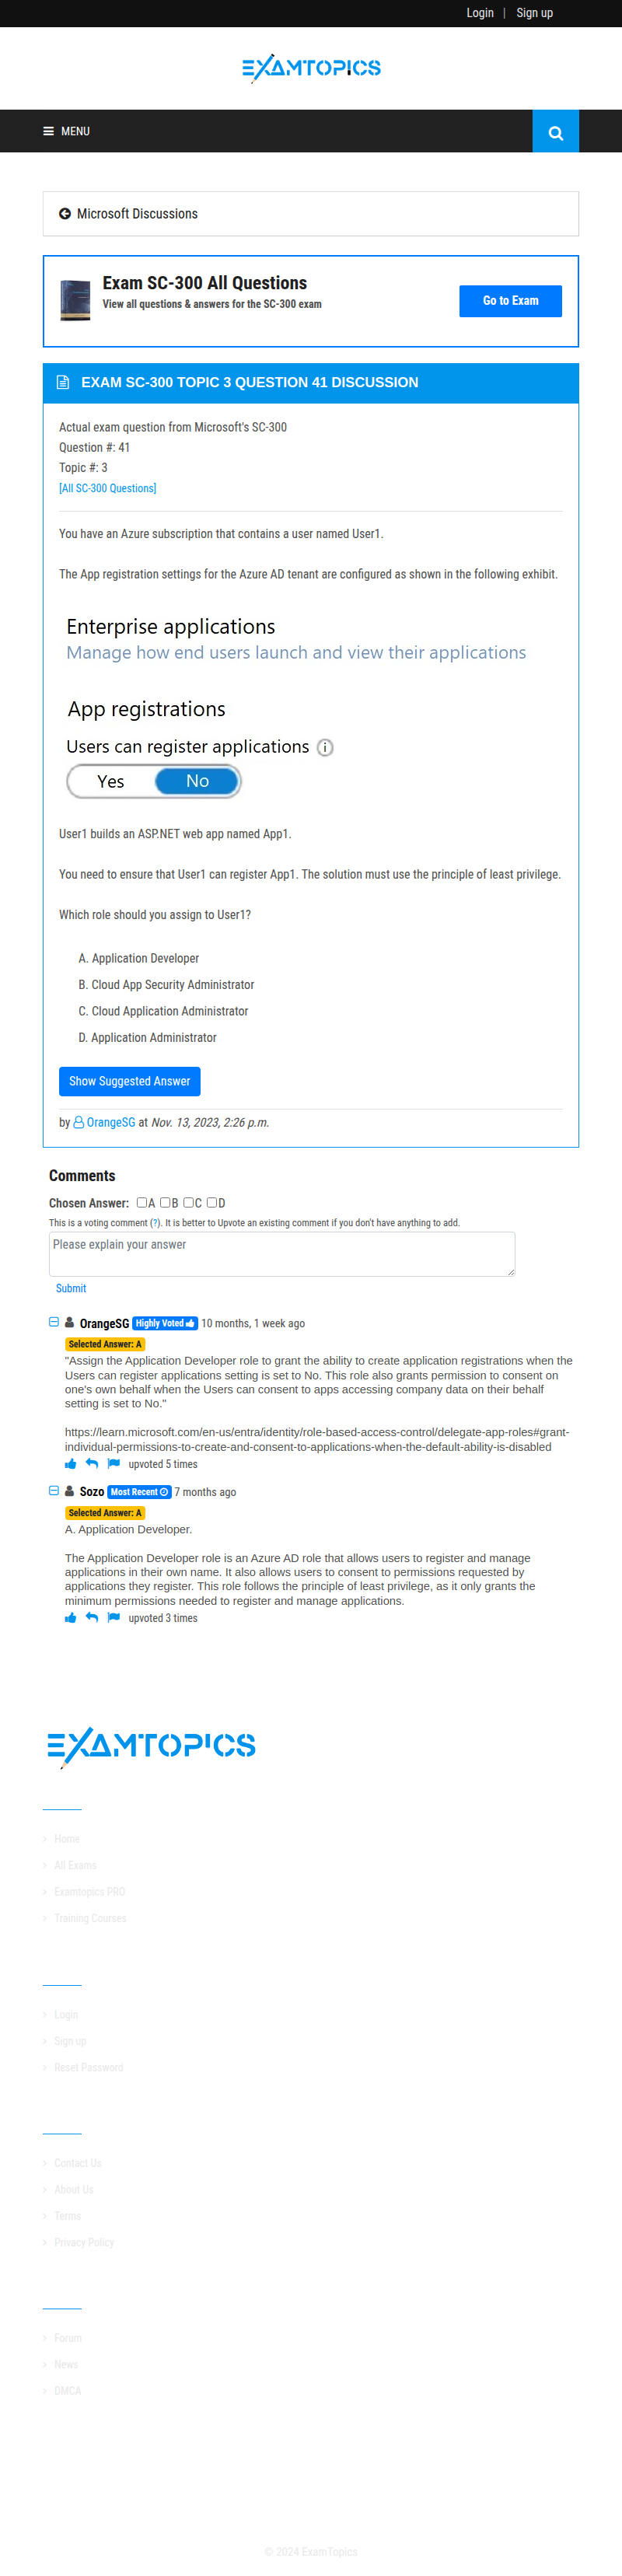 Login | Sign up
EXAMTOPICS
MENU
Microsoft Discussions
Exam SC-300 All Questions
View all questions & answers for the SC-300 exam
Go to Exam
EXAM SC-300 TOPIC 3 QUESTION 41 DISCUSSION
Actual exam question from Microsoft's SC-300
Question #: 41
Topic #: 3
[All SC-300 Questions]
You have an Azure subscription that contains a user named User1.
The App registration settings for the Azure AD tenant are configured as shown in the following exhibit.
Enterprise applications
Manage how end users launch and view their applications
App registrations
Users can register applications
Yes No
User1 builds an ASP.NET web app named App1.
You need to ensure that User1 can register App1. The solution must use the principle of least privilege.
Which role should you assign to User1?
A. Application Developer
B. Cloud App Security Administrator
C. Cloud Application Administrator
D. Application Administrator
Show Suggested Answer
by OrangeSG at Nov. 13, 2023, 2:26 p.m.
Comments
Chosen Answer: A B C D
This is a voting comment (?). It is better to Upvote an existing comment if you don't have anything to add.
Please explain your answer
Submit
OrangeSG Highly Voted 10 months, 1 week ago
Selected Answer: A
"Assign the Application Developer role to grant the ability to create application registrations when the
Users can register applications setting is set to No. This role also grants permission to consent on
one's own behalf when the Users can consent to apps accessing company data on their behalf
setting is set to No."
https://learn.microsoft.com/en-us/entra/identity/role-based-access-control/delegate-app-roles#grant-
individual-permissions-to-create-and-consent-to-applications-when-the-default-ability-is-disabled
upvoted 5 times
Sozo Most Recent 7 months ago
Selected Answer: A
A. Application Developer.
The Application Developer role is an Azure AD role that allows users to register and manage
applications in their own name. It also allows users to consent to permissions requested by
applications they register. This role follows the principle of least privilege, as it only grants the
minimum permissions needed to register and manage applications.
upvoted 3 times
EXAMTOPICS
Home
All Exams
Examtopics PRO
Training Courses
Login
Sign up
Reset Password
Contact Us
About Us
Terms
Privacy Policy
Forum
News
DMCA
© 2024 ExamTopics